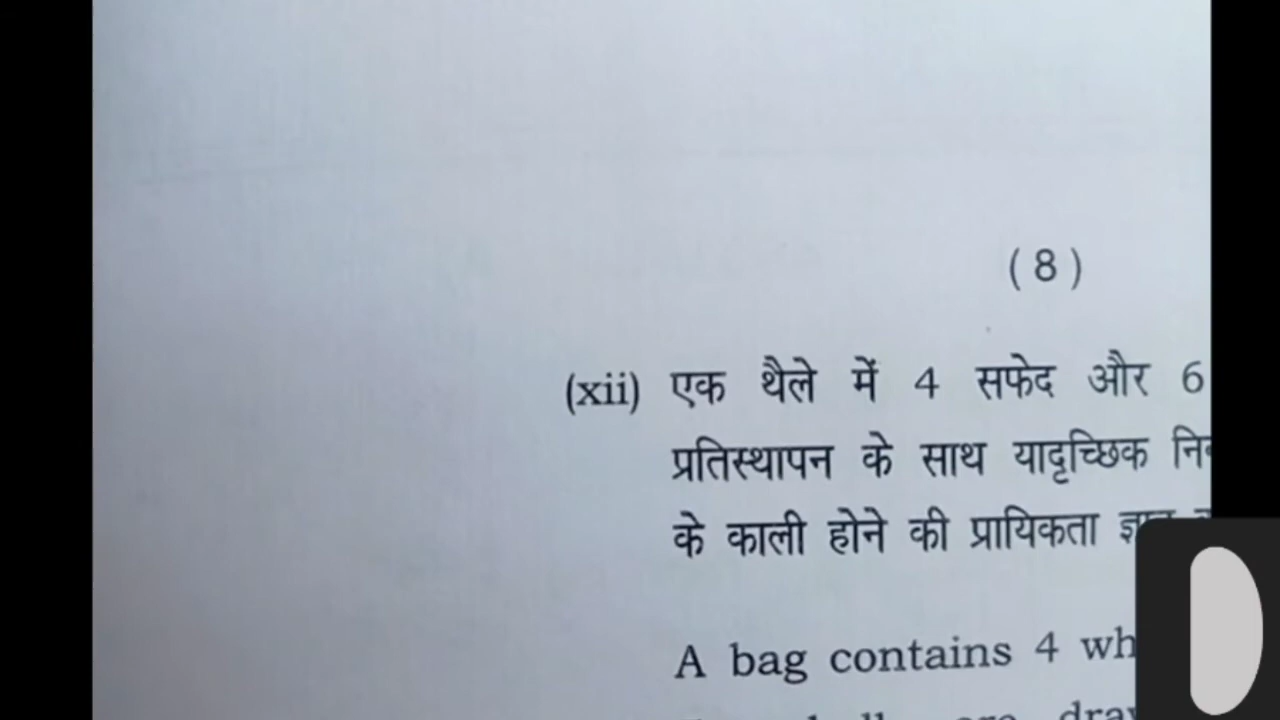 (8)
(xii) एक थैले में 4 सफेद और 6
प्रतिस्थापन के साथ यादृच्छिक
के काली होने की प्रायिकता
A bag contains 4